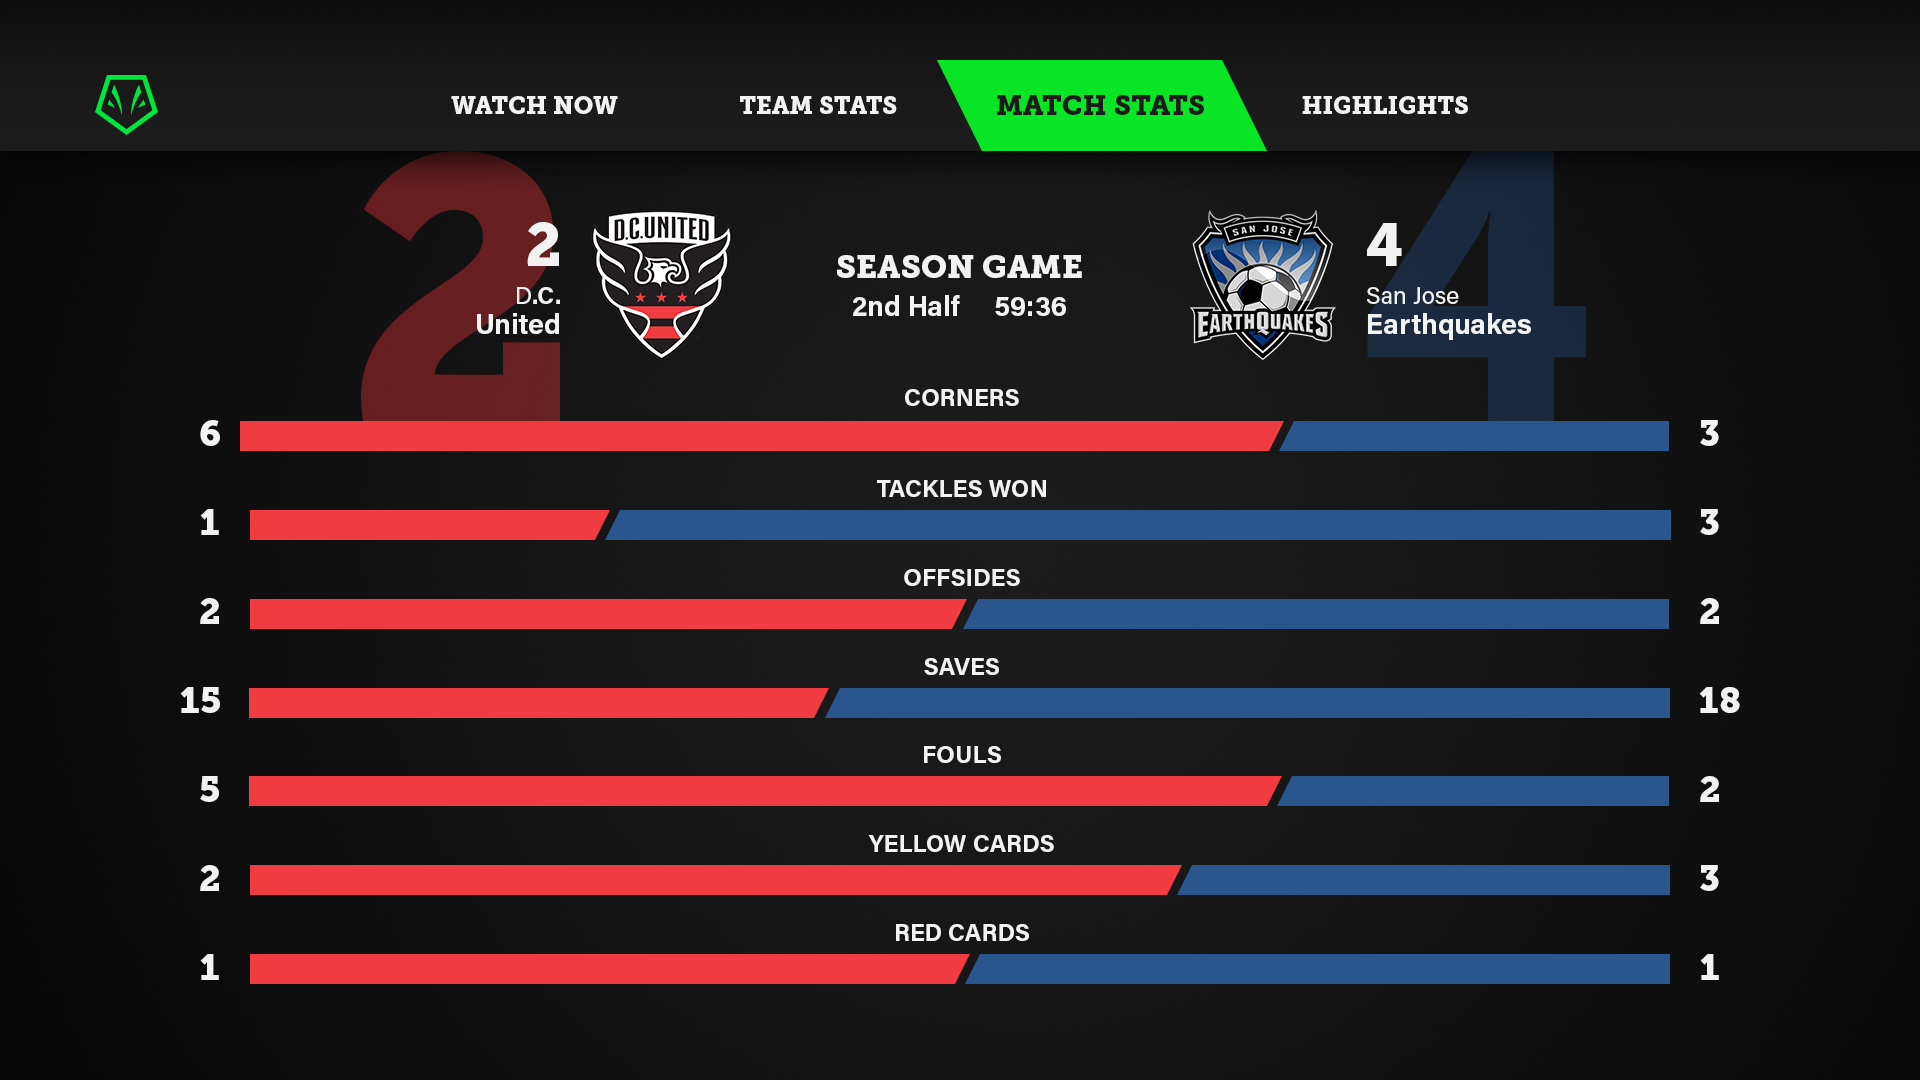 WATCH NOW TEAM STATS MATCH STATS HIGHLIGHTS
2 4
2
D.C.
United
D.C.UNITED
SEASON GAME
2nd Half 59:36
SAN JOSE
EARTHQUAKES
4
San Jose
Earthquakes
CORNERS
6 3
TACKLES WON
1 3
OFFSIDES
2 2
SAVES
15 18
FOULS
5 2
YELLOW CARDS
2 3
RED CARDS
1 1